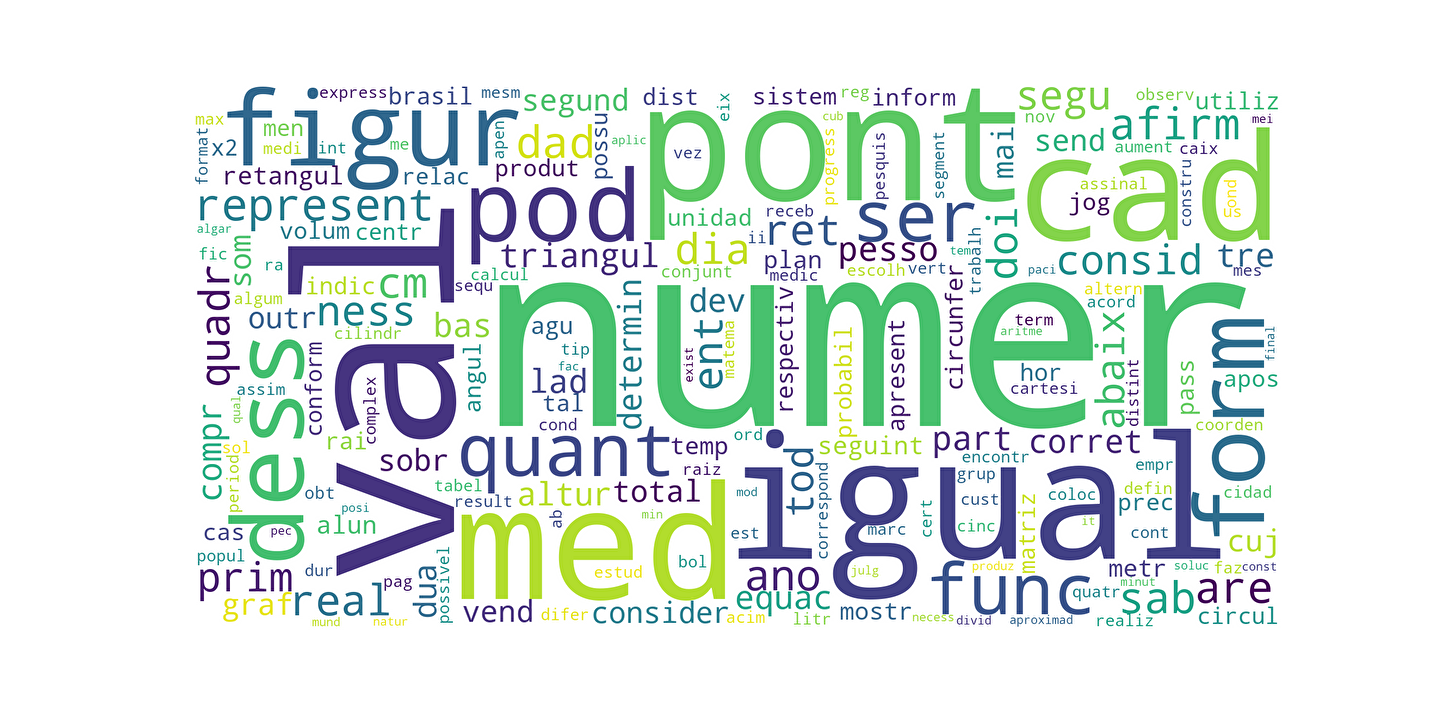 max
figur
express
brasil
mesm
segund
dist
eix
sistem
reg
inform
segu
observ
utiliz
mei
format
x2
men
medi
int
me
apen
dad
aplic
possu
pont
vez
cub
progress
pesquis
segment
mai
nov
send
afirm
aument
caix
retangul
relac
produt
pod
cad
assinal
jog
constru
cond
cs
represent
algar
volum
centr
unidad
receb
ii
ret
ser
doi
consid
tre
mes
fic
som
ra
val
triangul
dia
plan
medic
pesso
escolh
vert
tem
trabalh
paci
quadr
indic
algum
cm
calcul
sequ
conjunt
numer
dev
altern
acord
outr
ness
cilindr
bas
agu
tip
fac
determin
ent
exist
matema
respectiv
probabil
apresent
circunfer
term
aritme
hor
cartesi
abaix
distint
form
final
pass
apos
assim
qual
dess
conform
complex
angul
lad
tal
cond
coorden
compr
sol
period
rai
sobr
quant
temp
raiz
ord
igual
tod
seguint
part
corret
encontr
grup
empr
defin
cidad
prec
obt
posi
tabel
result
altur
total
correspond
cust
coloc
it
matriz
cas
pec
alun
med
ab
min
mod
est
marc
cert
cinc
cont
cuj
popul
prim
dur
pag
possivel
dua
estud
bol
ano
julg
produz
func
metr
soluc
faz
const
graf
real
mund
natur
vend
difer
consider
acim
equac
litr
mostr
necess
divid
aproximad
quatr
minut
realiz
sab
are
circul